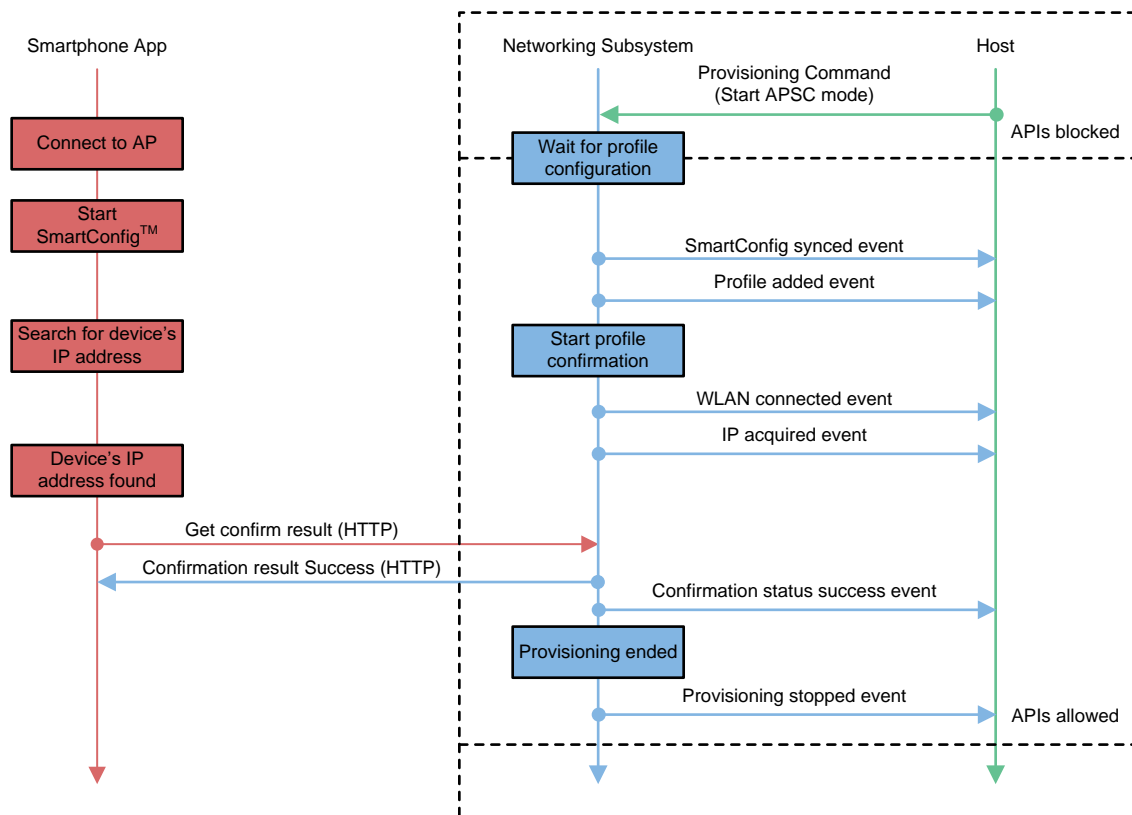 Smartphone App
Networking Subsystem
Host
Provisioning Command
(Start APSC mode)
APIs blocked
Connect to AP
Wait for profile
configuration
Start
SmartConfig™
SmartConfig synced event
Profile added event
Search for device's
IP address
Start profile
confirmation
WLAN connected event
IP acquired event
Device's IP
address found
Get confirm result (HTTP)
Confirmation result Success (HTTP)
Confirmation status success event
Provisioning ended
Provisioning stopped event
APIs allowed